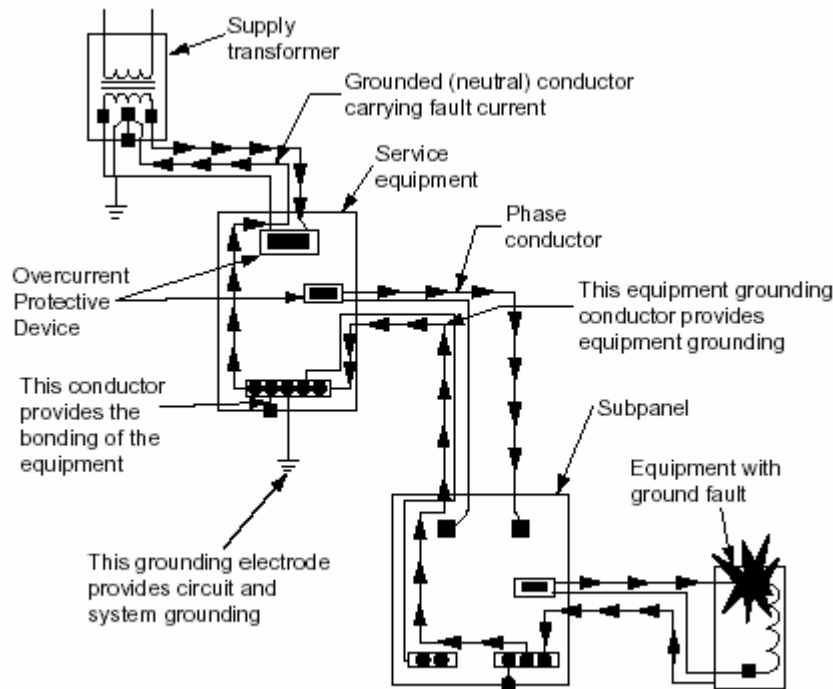 Supply
transformer
Grounded (neutral) conductor
carrying fault current
Service
equipment
Phase
conductor
Overcurrent
Protective
Device
This equipment grounding
conductor provides
equipment grounding
This conductor
provides the
bonding of the
equipment
Subpanel
Equipment with
ground fault
This grounding electrode
provides circuit and
system grounding